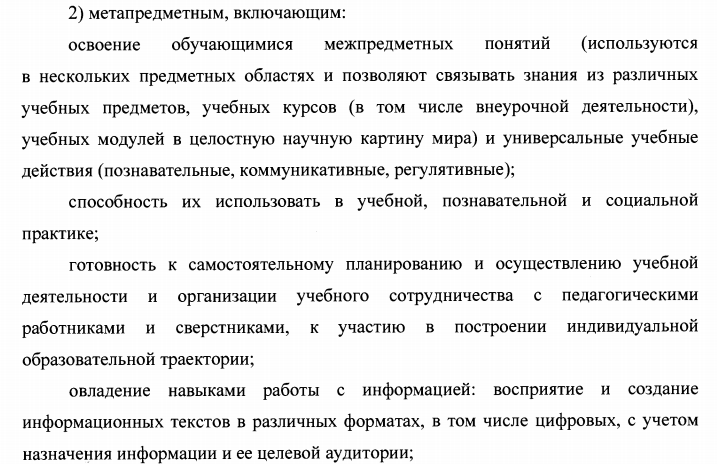 2) метапредметным, включающим:
освоение обучающимися межпредметных понятий (используются
в нескольких предметных областях и позволяют связывать знания из различных
учебных предметов, учебных курсов (в том числе внеурочной деятельности),
учебных модулей в целостную научную картину мира) и универсальные учебные
действия (познавательные, коммуникативные, регулятивные);
способность их использовать в учебной, познавательной и социальной
практике;
готовность к самостоятельному планированию и осуществлению учебной
деятельности и организации учебного сотрудничества с педагогическими
работниками и сверстниками, к участию в построении индивидуальной
образовательной траектории;
овладение навыками работы с информацией: восприятие и создание
информационных текстов в различных форматах, в том числе цифровых, с учетом
назначения информации и ее целевой аудитории;